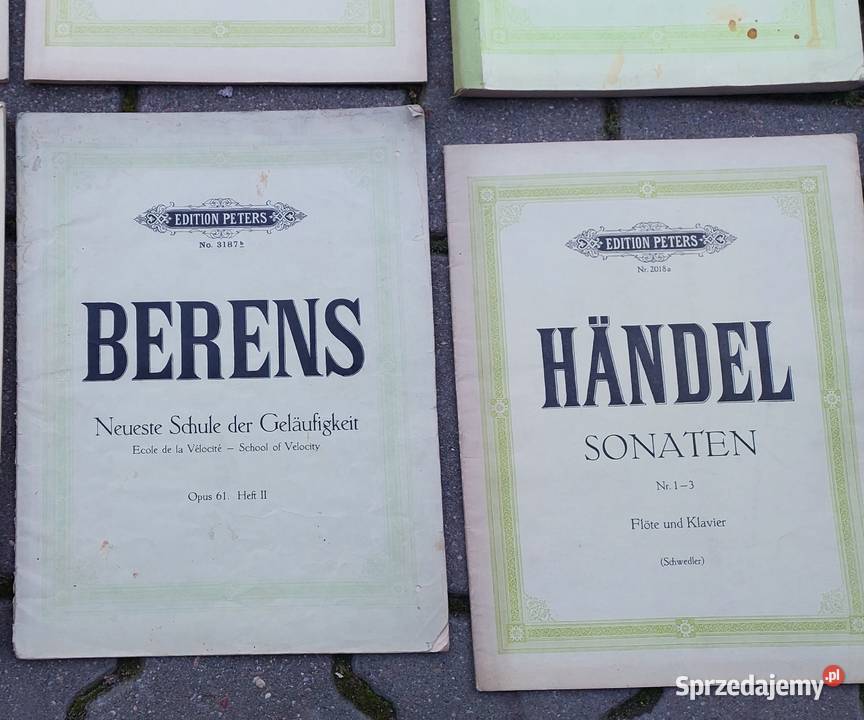 EDITION PETERS
No. 3187b
BERENS
Neueste Schule der Geläufigkeit
Ecole de la Vélocité – School of Velocity
Opus 61. Heft II
EDITION PETERS
Nr. 2018a
HÄNDEL
SONATEN
Nr. 1–3
Flöte und Klavier
(Schwedler)
Sprzedajemy.pl